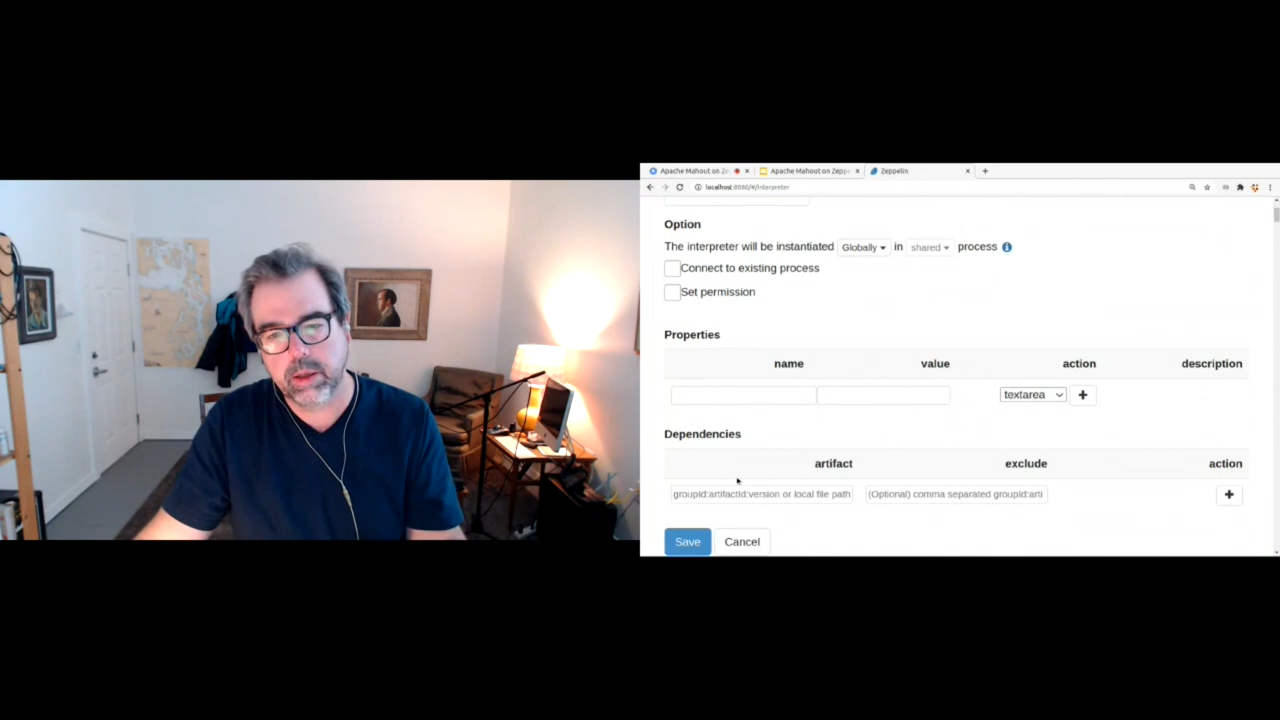 Apache Mahout on Ze
Apache Mahout on Zepp
Zeppelin
localhost:8080/#/interpreter
Option
The interpreter will be instantiated Globally in shared process
Connect to existing process
Set permission
Properties
name value action description
textarea
Dependencies
artifact exclude action
groupId:artifactId:version or local file path (Optional) comma separated groupId:arti
Save Cancel